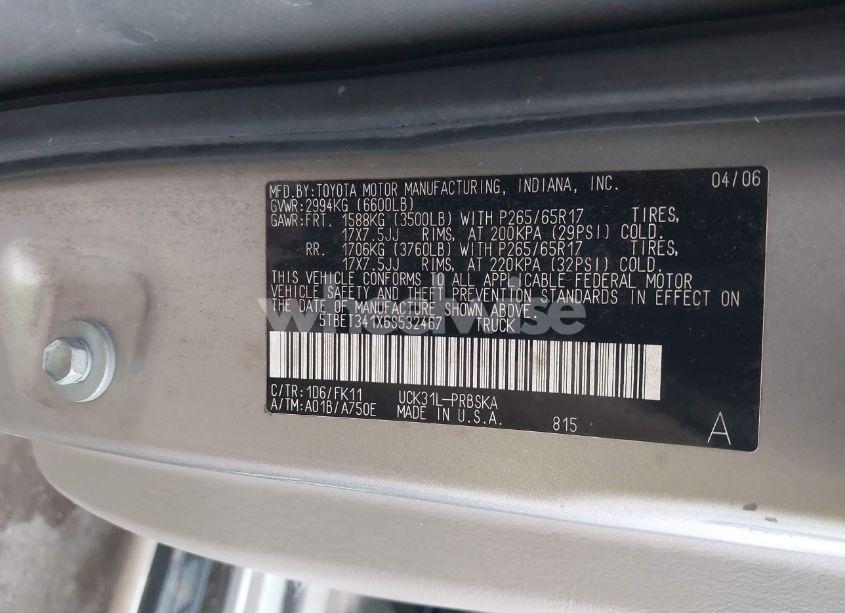 MFD.BY:TOYOTA MOTOR MANUFACTURING, INDIANA, INC. 04/06
GVWR:2994KG (6600LB)
GAWR:FRT. 1588KG (3500LB) WITH P265/65R17 TIRES,
17X7.5JJ RIMS, AT 200KPA (29PSI) COLD.
RR. 1706KG (3760LB) WITH P265/65R17 TIRES,
17X7.5JJ RIMS, AT 220KPA (32PSI) COLD.
THIS VEHICLE CONFORMS TO ALL APPLICABLE FEDERAL MOTOR
VEHICLE SAFETY AND THEFT PREVENTION STANDARDS IN EFFECT ON
THE DATE OF MANUFACTURE SHOWN ABOVE.
wheelwise
5TBET341X6S532467 TRUCK
C/TR:1D6/FK11 UCK31L-PRBSKA
A/TM:A01B/A750E MADE IN U.S.A. 815 A